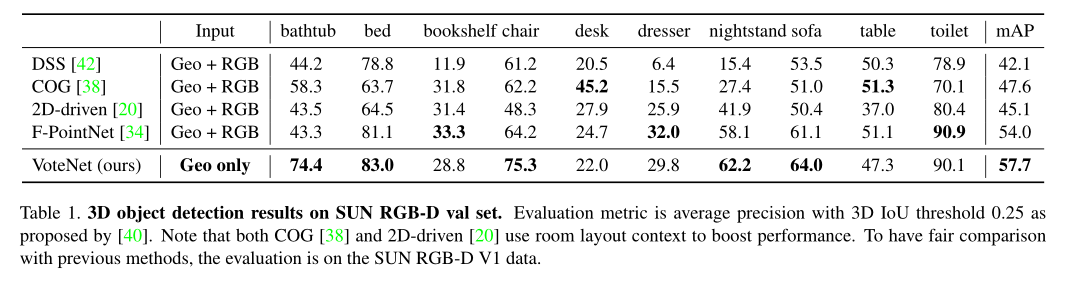 Input bathtub bed bookshelf chair desk dresser nightstand sofa table toilet mAP
DSS [42] Geo + RGB 44.2 78.8 11.9 61.2 20.5 6.4 15.4 53.5 50.3 78.9 42.1
COG [38] Geo + RGB 58.3 63.7 31.8 62.2 45.2 15.5 27.4 51.0 51.3 70.1 47.6
2D-driven [20] Geo + RGB 43.5 64.5 31.4 48.3 27.9 25.9 41.9 50.4 37.0 80.4 45.1
F-PointNet [34] Geo + RGB 43.3 81.1 33.3 64.2 24.7 32.0 58.1 61.1 51.1 90.9 54.0
VoteNet (ours) Geo only 74.4 83.0 28.8 75.3 22.0 29.8 62.2 64.0 47.3 90.1 57.7
Table 1. 3D object detection results on SUN RGB-D val set. Evaluation metric is average precision with 3D IoU threshold 0.25 as
proposed by [40]. Note that both COG [38] and 2D-driven [20] use room layout context to boost performance. To have fair comparison
with previous methods, the evaluation is on the SUN RGB-D V1 data.